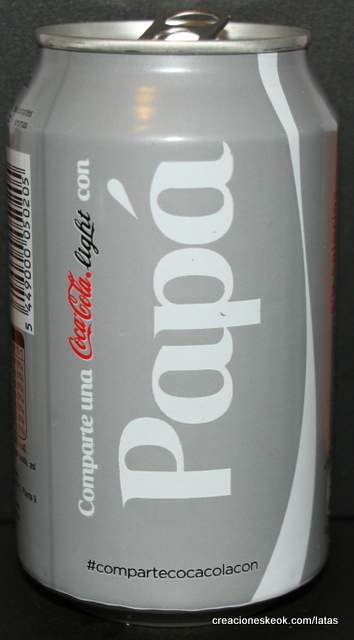 Comparte una Coca-Cola light con
Papá
#compartecocacolacon
5 449000 050205
creacioneskeok.com/latas